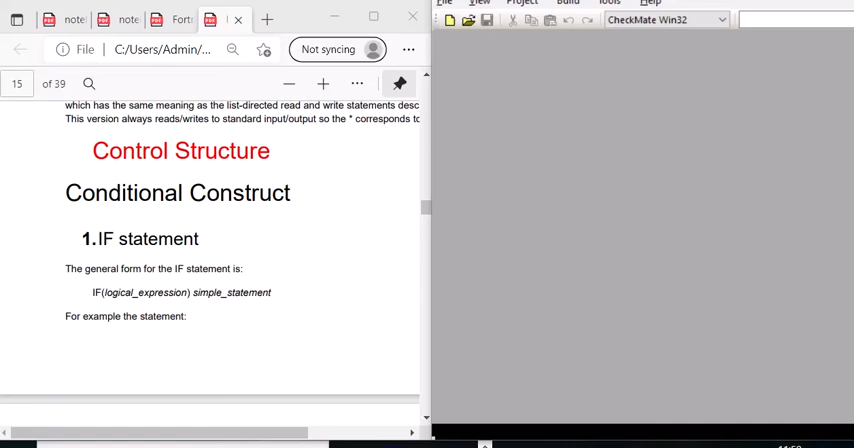 note
note
Fortr
File
C:/Users/Admin/...
Not syncing
15
of 39
which has the same meaning as the list-directed read and write statements desc
This version always reads/writes to standard input/output so the * corresponds to
Control Structure
Conditional Construct
1. IF statement
The general form for the IF statement is:
IF(logical_expression) simple_statement
For example the statement:
File View Project Build Tools Help
CheckMate Win32